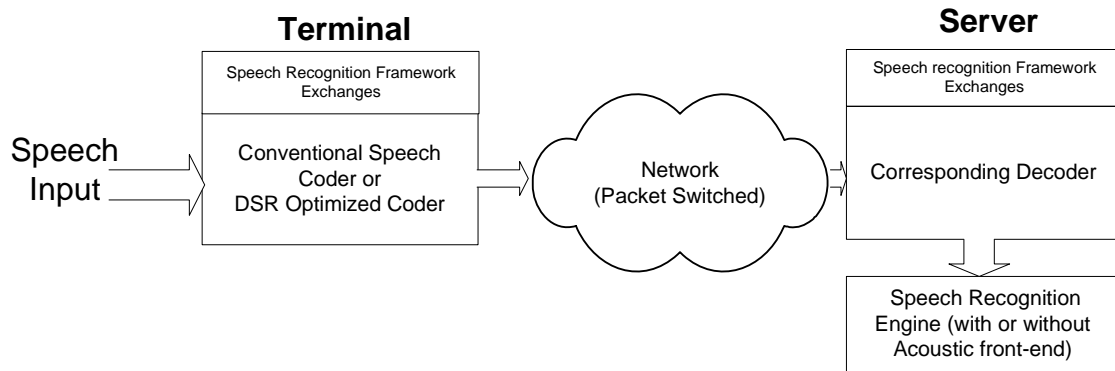 Terminal
Speech Recognition Framework
Exchanges
Speech
Input
Conventional Speech
Coder or
DSR Optimized Coder
Network
(Packet Switched)
Server
Speech recognition Framework
Exchanges
Corresponding Decoder
Speech Recognition
Engine (with or without
Acoustic front-end)